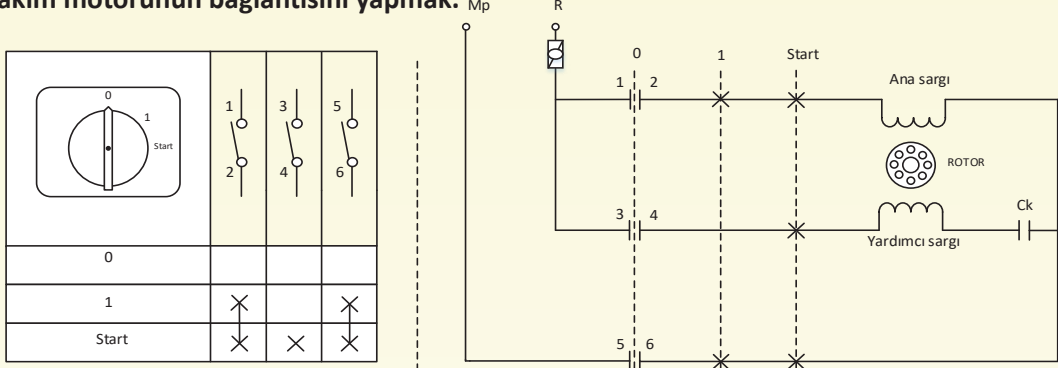 akım motorunun bağlantısını yapmak.
Mp R
0 1 Start
1 2
Ana sargı
0
1
Start
1 3 5
2 4 6
ROTOR
3 4
Ck
Yardımcı sargı
0
1
Start
5 6